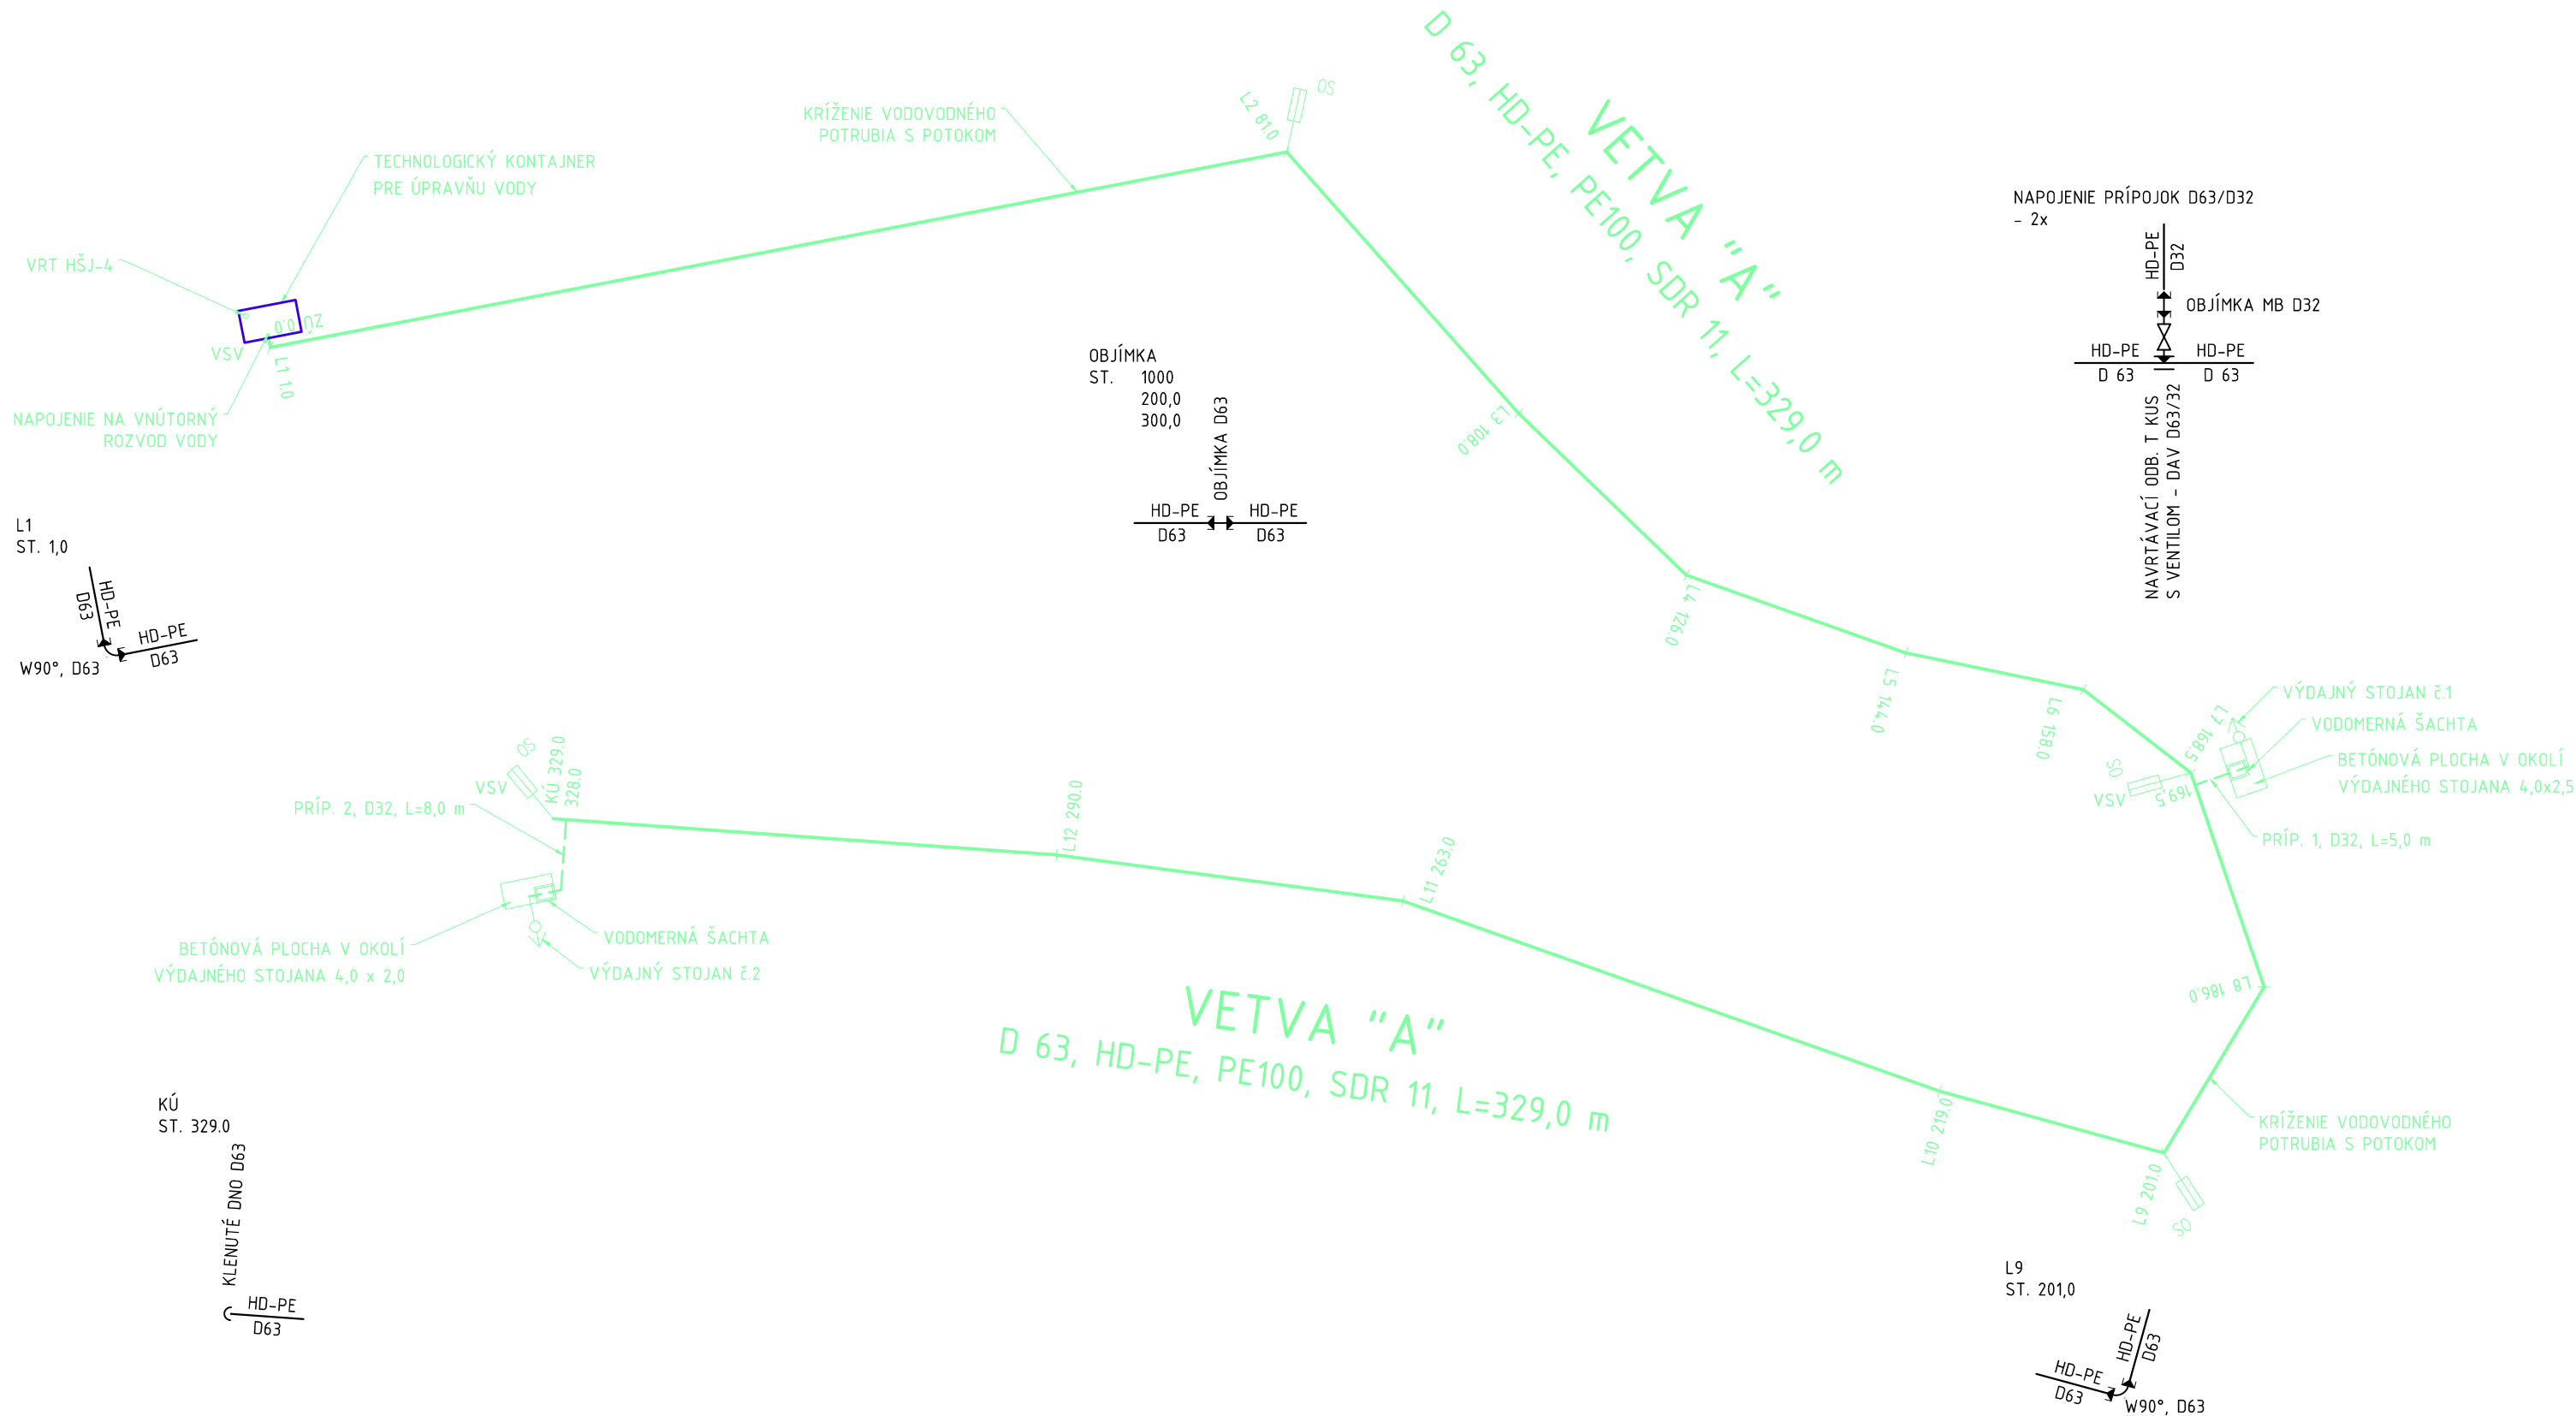 D 63, HD-PE, PE100, SDR 11, L=329,0 m
VETVA "A"
KRÍŽENIE VODOVODNÉHO
POTRUBIA S POTOKOM
L2 81.0
OS
TECHNOLOGICKÝ KONTAJNER
PRE ÚPRAVŇU VODY
VRT HŠJ-4
ZÚ 0.0
VSV
L1 1.0
NAPOJENIE NA VNÚTORNÝ
ROZVOD VODY
NAPOJENIE PRÍPOJOK D63/D32
- 2x
HD-PE
D32
OBJÍMKA MB D32
HD-PE
D 63
HD-PE
D 63
NAVRTÁVACÍ ODB. T KUS
S VENTILOM - DAV D63/32
OBJÍMKA
ST. 1000
200,0
300,0
OBJÍMKA D63
HD-PE
D63
HD-PE
D63
L3 108.0
L1
ST. 1,0
HD-PE
D63
HD-PE
D63
W90°, D63
L4 126.0
L5 144.0
L6 158.0
L7 168.5
VÝDAJNÝ STOJAN č.1
VODOMERNÁ ŠACHTA
BETÓNOVÁ PLOCHA V OKOLÍ
VÝDAJNÉHO STOJANA 4,0x2,5
OS
VSV
169,5
PRÍP. 1, D32, L=5,0 m
OS
VSV
KÚ 329.0
328.0
PRÍP. 2, D32, L=8,0 m
L12 290.0
L11 263.0
BETÓNOVÁ PLOCHA V OKOLÍ
VÝDAJNÉHO STOJANA 4,0 x 2,0
VODOMERNÁ ŠACHTA
VÝDAJNÝ STOJAN č.2
L8 186.0
VETVA "A"
D 63, HD-PE, PE100, SDR 11, L=329,0 m
L10 219.0
KRÍŽENIE VODOVODNÉHO
POTRUBIA S POTOKOM
L9 201.0
OS
KÚ
ST. 329.0
KLENUTÉ DNO D63
HD-PE
D63
L9
ST. 201,0
HD-PE
D63
HD-PE
D63
W90°, D63